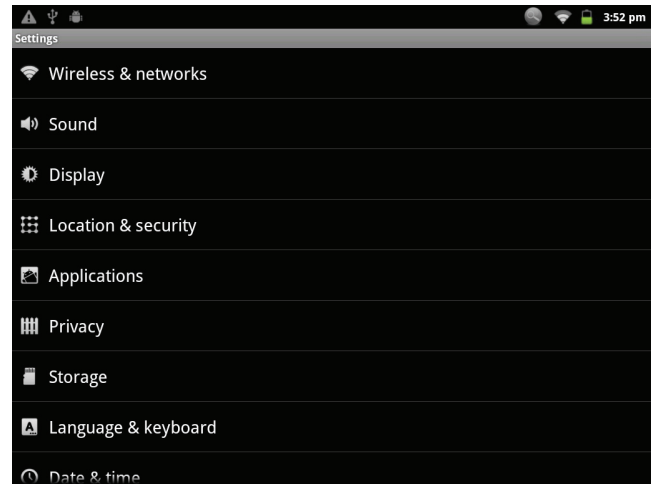 3:52 pm
Settings
Wireless & networks
Sound
Display
Location & security
Applications
Privacy
Storage
Language & keyboard
Date & time